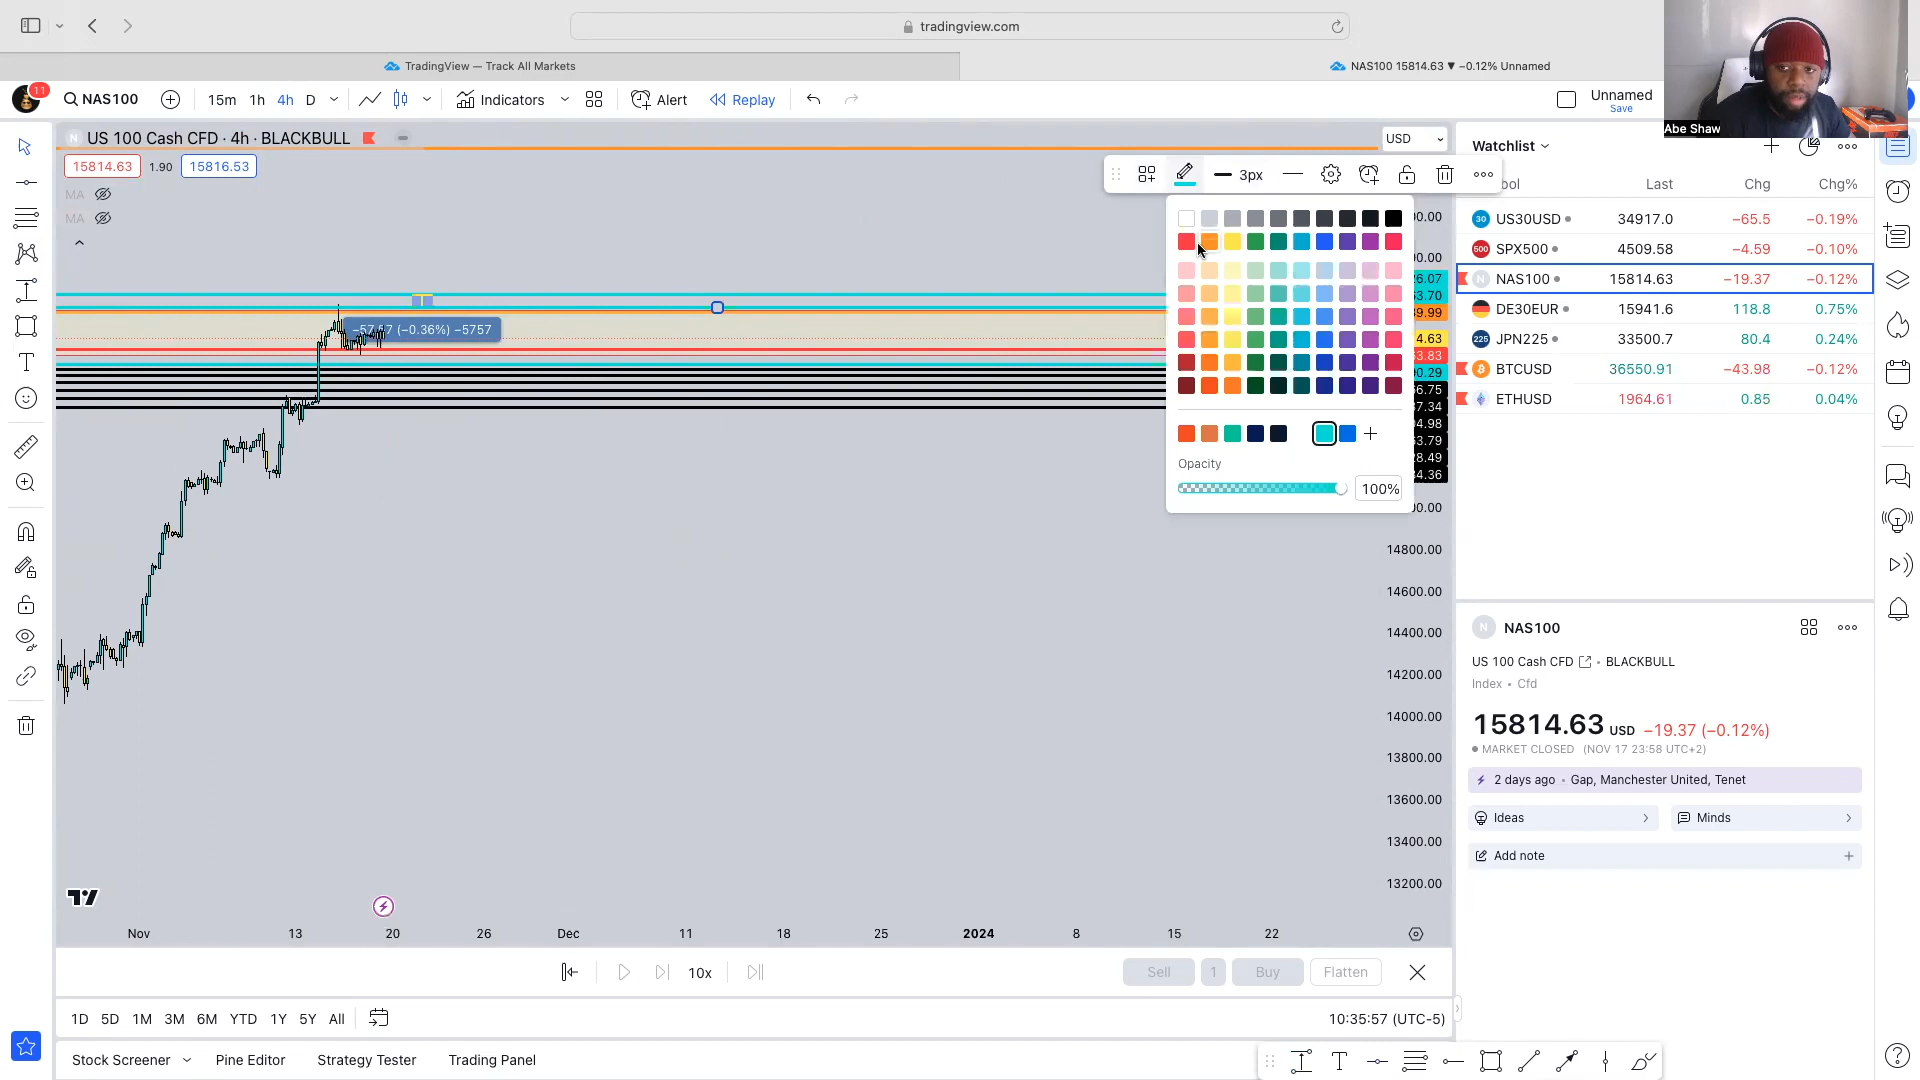 tradingview.com
TradingView — Track All Markets
NAS100 15814.63 ▼ −0.12% Unnamed
11
NAS100
15m 1h 4h D
Indicators
Alert
Replay
Unnamed
Save
Abe Shaw
US 100 Cash CFD · 4h · BLACKBULL
USD
15814.63 1.90 15816.53
MA
MA
3px
−57.57 (−0.36%) −5757
Opacity
100%
14800.00
14600.00
14400.00
14200.00
14000.00
13800.00
13600.00
13400.00
13200.00
Nov 13 20 26 Dec 11 18 25 2024 8 15 22
10x
Sell 1 Buy Flatten
1D 5D 1M 3M 6M YTD 1Y 5Y All
10:35:57 (UTC-5)
Stock Screener Pine Editor Strategy Tester Trading Panel
Watchlist
Last Chg Chg%
30 US30USD 34917.0 −65.5 −0.19%
500 SPX500 4509.58 −4.59 −0.10%
N NAS100 15814.63 −19.37 −0.12%
DE30EUR 15941.6 118.8 0.75%
225 JPN225 33500.7 80.4 0.24%
BTCUSD 36550.91 −43.98 −0.12%
ETHUSD 1964.61 0.85 0.04%
N NAS100
US 100 Cash CFD • BLACKBULL
Index • Cfd
15814.63 USD −19.37 (−0.12%)
MARKET CLOSED (NOV 17 23:58 UTC+2)
2 days ago • Gap, Manchester United, Tenet
Ideas
Minds
Add note